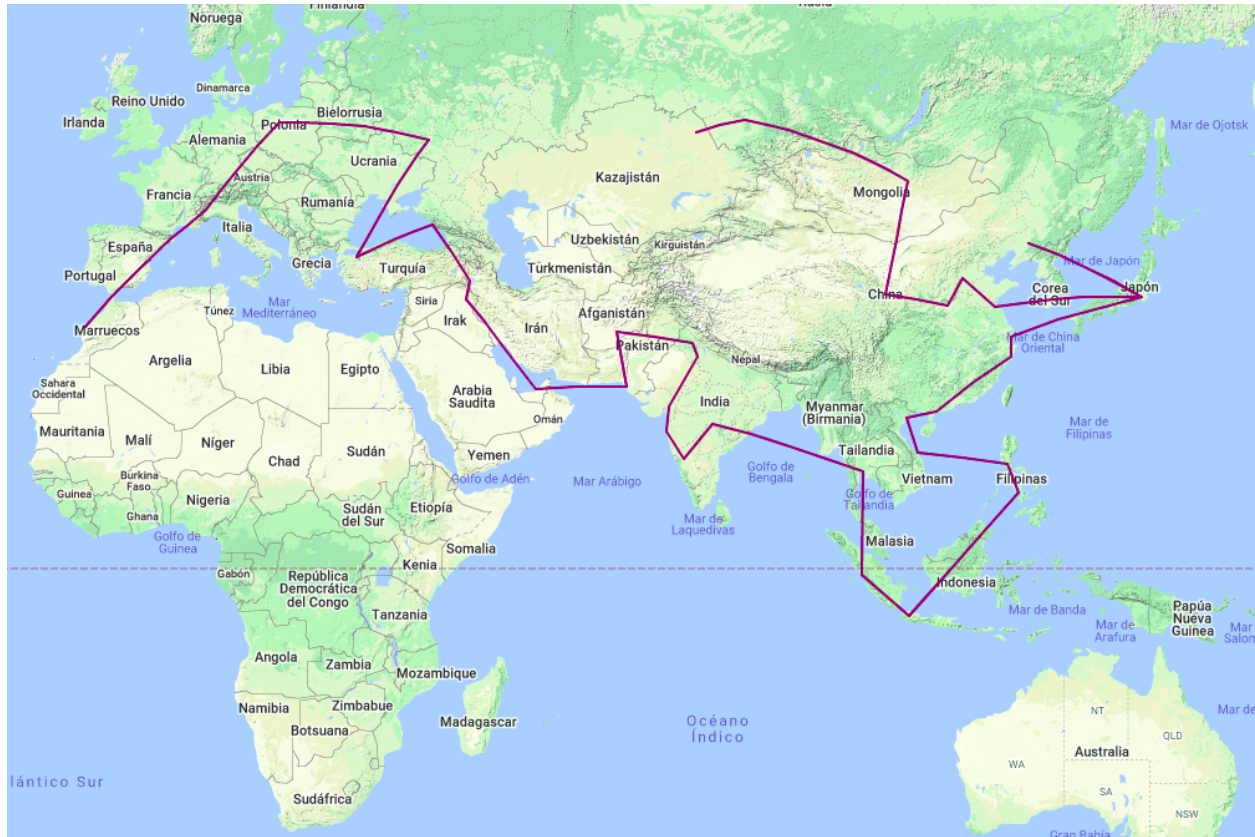 Finlandia
Rusia
Noruega
Dinamarca
Reino Unido
Irlanda
Bielorrusia
Polonia
Alemania
Ucrania
Austria
Francia
Rumanía
Italia
España
Portugal
Grecia
Turquía
Kazajistán
Uzbekistán
Kirguistán
Turkmenistán
Mongolia
Mar de Ojotsk
Mar de Japón
Japón
Corea
del Sur
China
Mar de China
Oriental
Mar
Mediterráneo
Túnez
Marruecos
Siria
Irak
Irán
Afganistán
Pakistán
Nepal
Argelia
Libia
Egipto
Sahara
Occidental
Arabia
Saudita
Omán
India
Myanmar
(Birmania)
Mauritania
Malí
Níger
Chad
Sudán
Yemen
Golfo de Adén
Mar Arábigo
Golfo de
Bengala
Tailandia
Vietnam
Golfo de
Tailandia
Filipinas
Mar de
Filipinas
Burkina
Faso
Guinea
Ghana
Nigeria
Golfo de
Guinea
Sudán
del Sur
Etiopía
Somalia
Mar de
Laquedivas
Malasia
Indonesia
Gabón
República
Democrática
del Congo
Kenia
Tanzania
Mar de Banda
Mar de
Arafura
Papúa
Nueva
Guinea
Mar
Salom
Angola
Zambia
Mozambique
Namibia
Zimbabue
Botsuana
Madagascar
Océano
Índico
Mar de
NT
QLD
WA
Australia
SA
NSW
lántico Sur
Sudáfrica
Gran Bahía